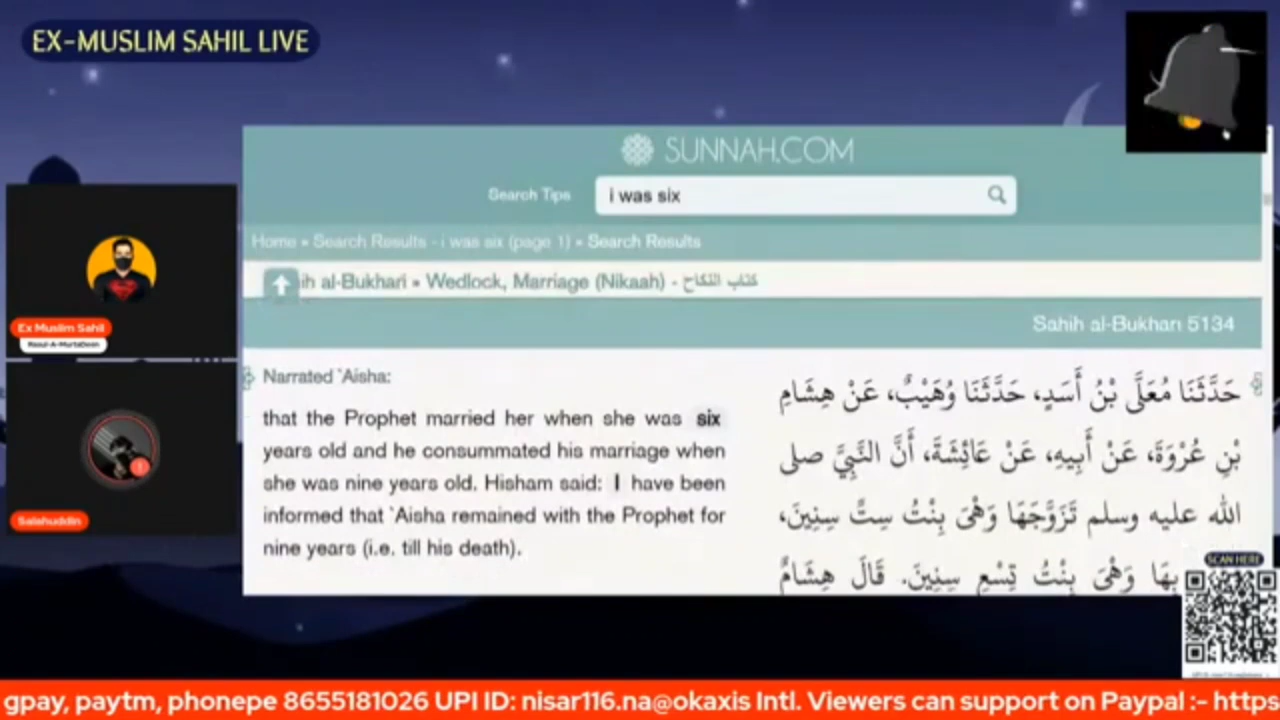 EX-MUSLIM SAHIL LIVE
SUNNAH.COM
Search Tips
i was six
Home » Search Results - i was six (page 1) » Search Results
ih al-Bukhari » Wedlock, Marriage (Nikaah) - كتاب النكاح
Sahih al-Bukhari 5134
Narrated `Aisha:
that the Prophet married her when she was six
years old and he consummated his marriage when
she was nine years old. Hisham said: I have been
informed that `Aisha remained with the Prophet for
nine years (i.e. till his death).
حَدَّثَنَا مُعَلَّى بْنُ أَسَدٍ، حَدَّثَنَا وُهَيْبٌ، عَنْ هِشَامِ
بْنِ عُرْوَةَ، عَنْ أَبِيهِ، عَنْ عَائِشَةَ، أَنَّ النَّبِيَّ صلى
الله عليه وسلم تَزَوَّجَهَا وَهْىَ بِنْتُ سِتِّ سِنِينَ،
بِهَا وَهْىَ بِنْتُ تِسْعِ سِنِينَ. قَالَ هِشَامٌ
Ex Muslim Sahil
Rasul-A-Murtadeen
Salahuddin
SCAN HERE
gpay, paytm, phonepe 8655181026 UPI ID: nisar116.na@okaxis Intl. Viewers can support on Paypal :- https